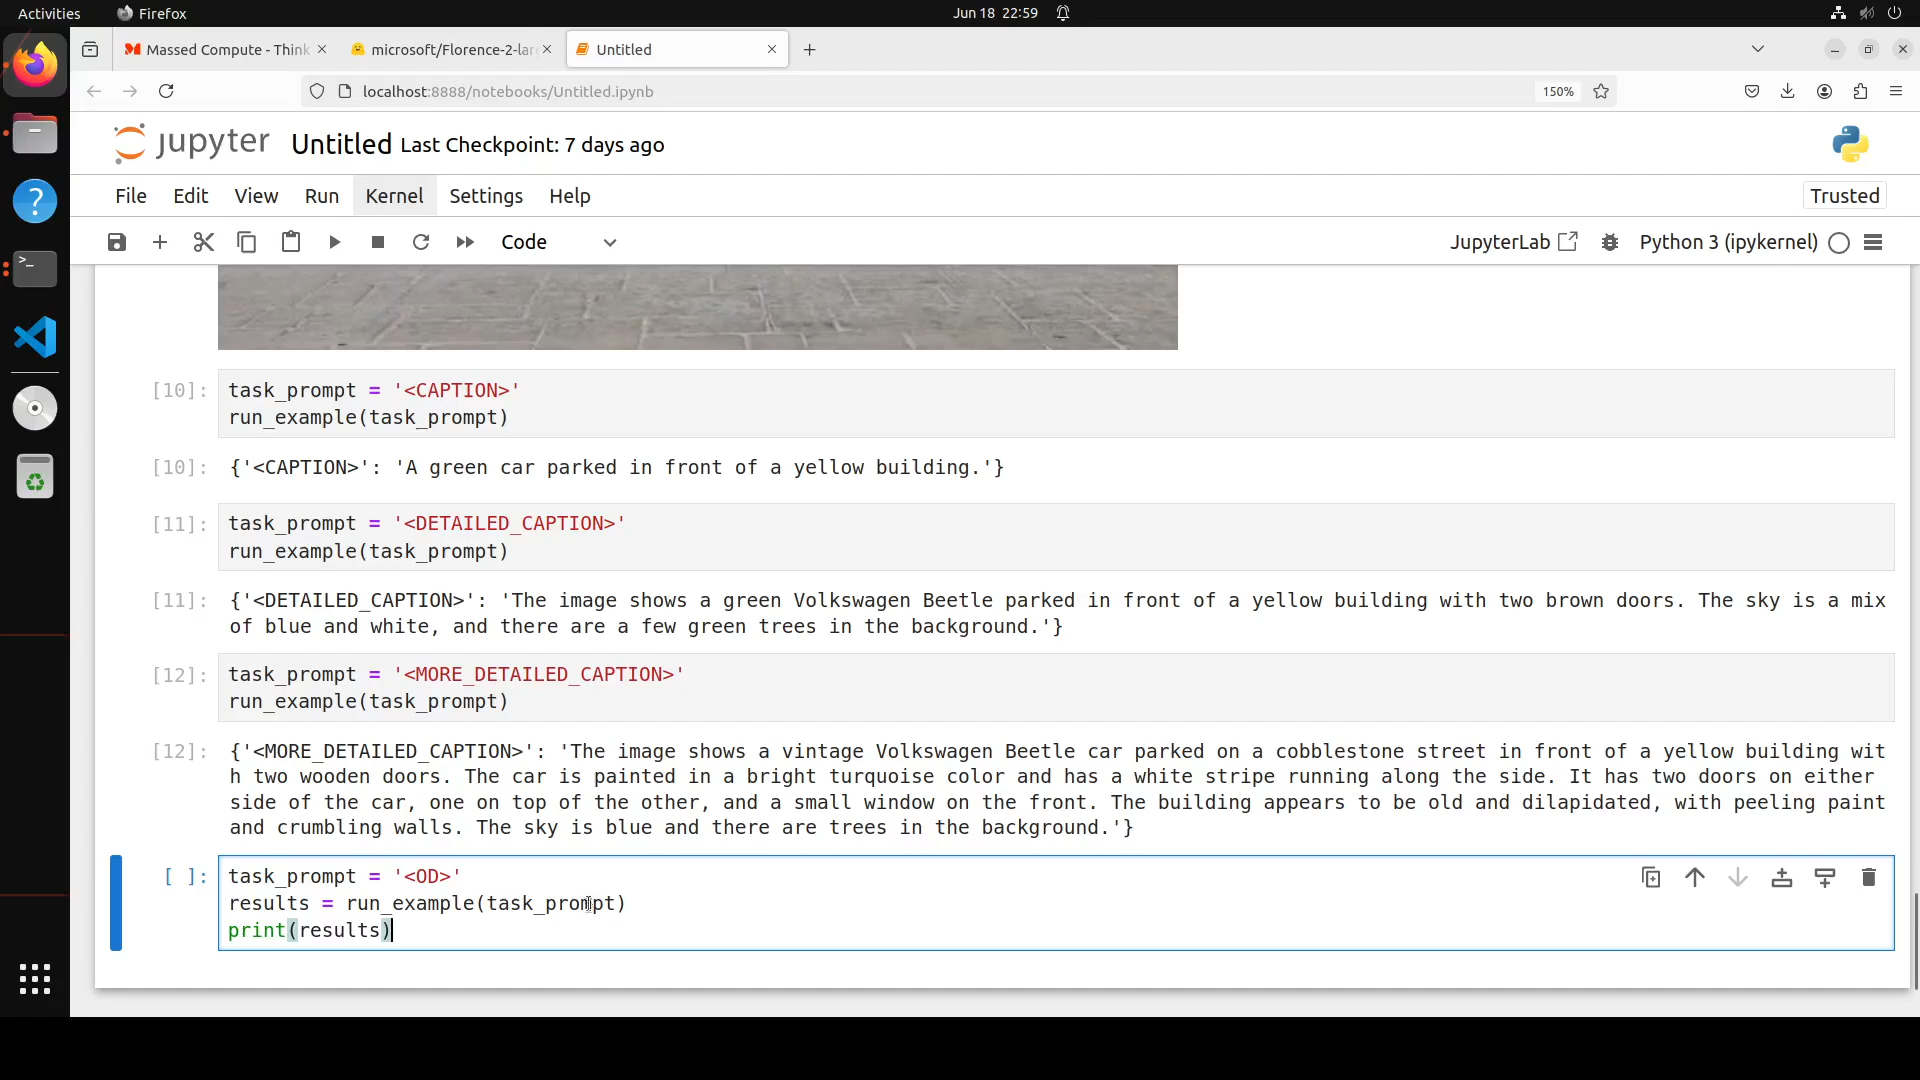 Activities Firefox Jun 18 22:59
Massed Compute - Think microsoft/Florence-2-lar Untitled
localhost:8888/notebooks/Untitled.ipynb 150%
jupyter Untitled Last Checkpoint: 7 days ago
File Edit View Run Kernel Settings Help Trusted
Code JupyterLab Python 3 (ipykernel)
[10]: task_prompt = '<CAPTION>'
run_example(task_prompt)
[10]: {'<CAPTION>': 'A green car parked in front of a yellow building.'}
[11]: task_prompt = '<DETAILED_CAPTION>'
run_example(task_prompt)
[11]: {'<DETAILED_CAPTION>': 'The image shows a green Volkswagen Beetle parked in front of a yellow building with two brown doors. The sky is a mix
of blue and white, and there are a few green trees in the background.'}
[12]: task_prompt = '<MORE_DETAILED_CAPTION>'
run_example(task_prompt)
[12]: {'<MORE_DETAILED_CAPTION>': 'The image shows a vintage Volkswagen Beetle car parked on a cobblestone street in front of a yellow building wit
h two wooden doors. The car is painted in a bright turquoise color and has a white stripe running along the side. It has two doors on either
side of the car, one on top of the other, and a small window on the front. The building appears to be old and dilapidated, with peeling paint
and crumbling walls. The sky is blue and there are trees in the background.'}
[ ]: task_prompt = '<OD>'
results = run_example(task_prompt)
print(results)